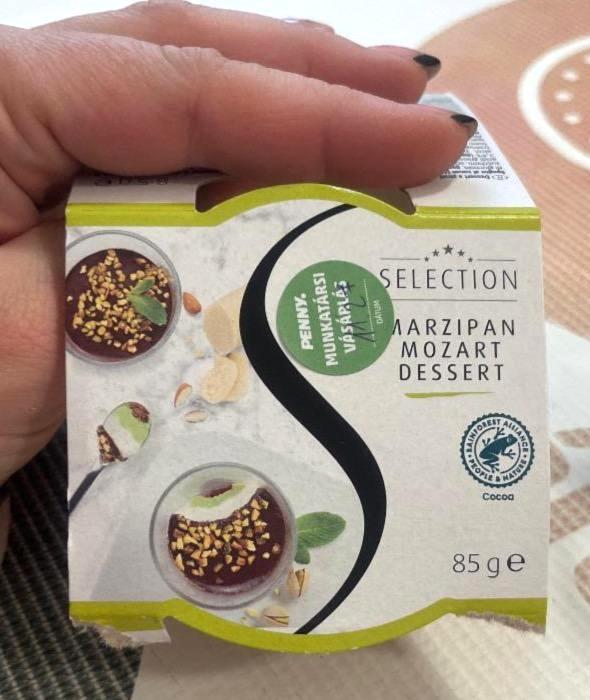 SELECTION
PENNY.
MUNKATÁRSI
VÁSÁRLÁS
DÁTUM
MARZIPAN
MOZART
DESSERT
RAINFOREST ALLIANCE
PEOPLE & NATURE
Cocoa
85 g e